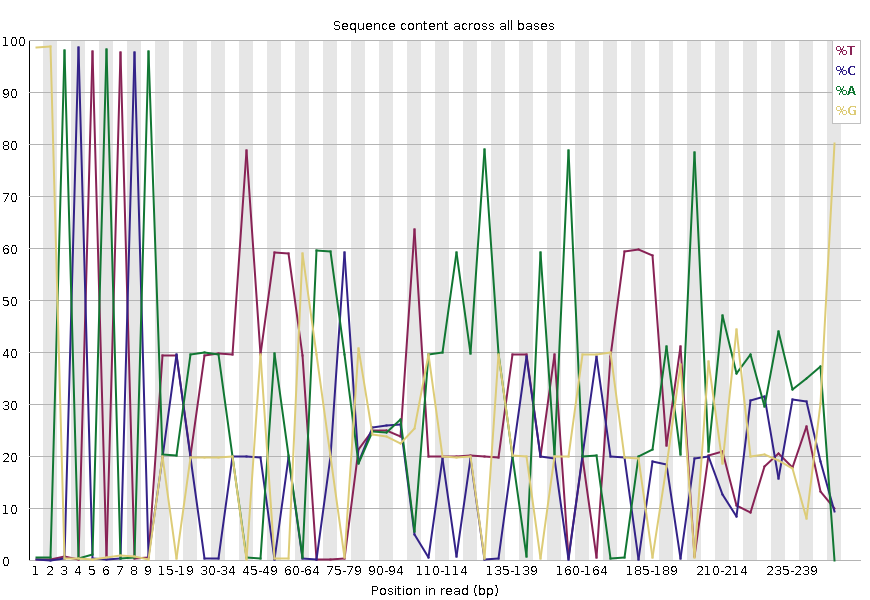 Sequence content across all bases
100
90
80
70
60
50
40
30
20
10
0
%T
%C
%A
%G
1 2 3 4 5 6 7 8 9 15-19 30-34 45-49 60-64 75-79 90-94 110-114 135-139 160-164 185-189 210-214 235-239
Position in read (bp)